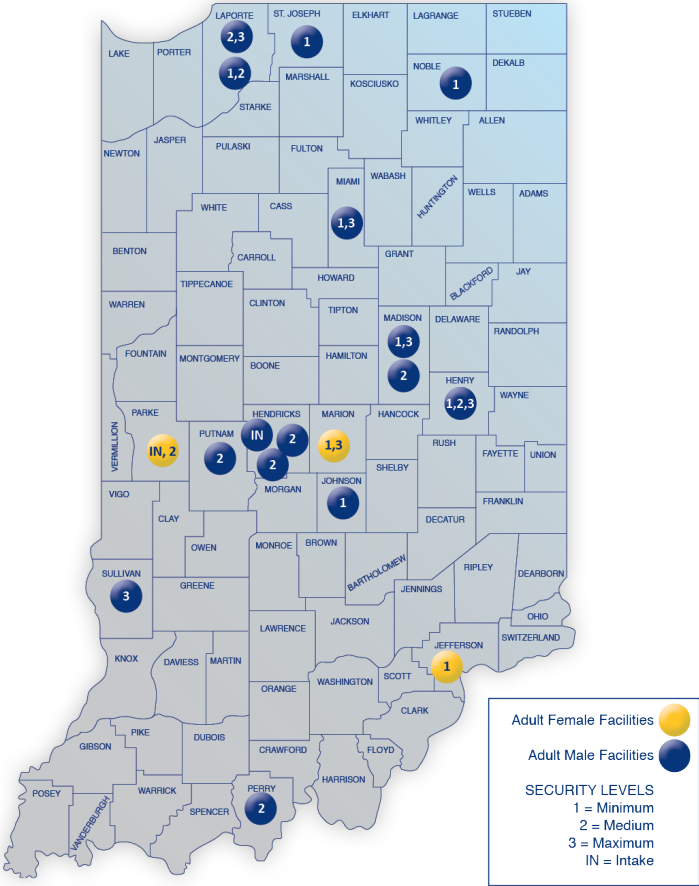 LAPORTE
ST. JOSEPH
ELKHART
LAGRANGE
STUEBEN
2,3
1
LAKE
PORTER
1,2
MARSHALL
KOSCIUSKO
NOBLE
1
DEKALB
STARKE
WHITLEY
ALLEN
NEWTON
JASPER
PULASKI
FULTON
MIAMI
WABASH
HUNTINGTON
WELLS
ADAMS
WHITE
CASS
1,3
BENTON
CARROLL
GRANT
HOWARD
BLACKFORD
JAY
TIPPECANOE
WARREN
CLINTON
TIPTON
MADISON
DELAWARE
RANDOLPH
1,3
FOUNTAIN
MONTGOMERY
BOONE
HAMILTON
2
HENRY
WAYNE
1,2,3
PARKE
HENDRICKS
MARION
HANCOCK
VERMILLION
IN, 2
PUTNAM
2
IN
2
2
1,3
RUSH
FAYETTE
UNION
SHELBY
VIGO
MORGAN
JOHNSON
1
FRANKLIN
CLAY
DECATUR
OWEN
MONROE
BROWN
BARTHOLOMEW
RIPLEY
DEARBORN
SULLIVAN
3
GREENE
JENNINGS
OHIO
LAWRENCE
JACKSON
SWITZERLAND
JEFFERSON
1
KNOX
DAVIESS
MARTIN
WASHINGTON
SCOTT
ORANGE
CLARK
GIBSON
PIKE
DUBOIS
CRAWFORD
FLOYD
HARRISON
POSEY
VANDERBURGH
WARRICK
SPENCER
PERRY
2
Adult Female Facilities
Adult Male Facilities
SECURITY LEVELS
1 = Minimum
2 = Medium
3 = Maximum
IN = Intake